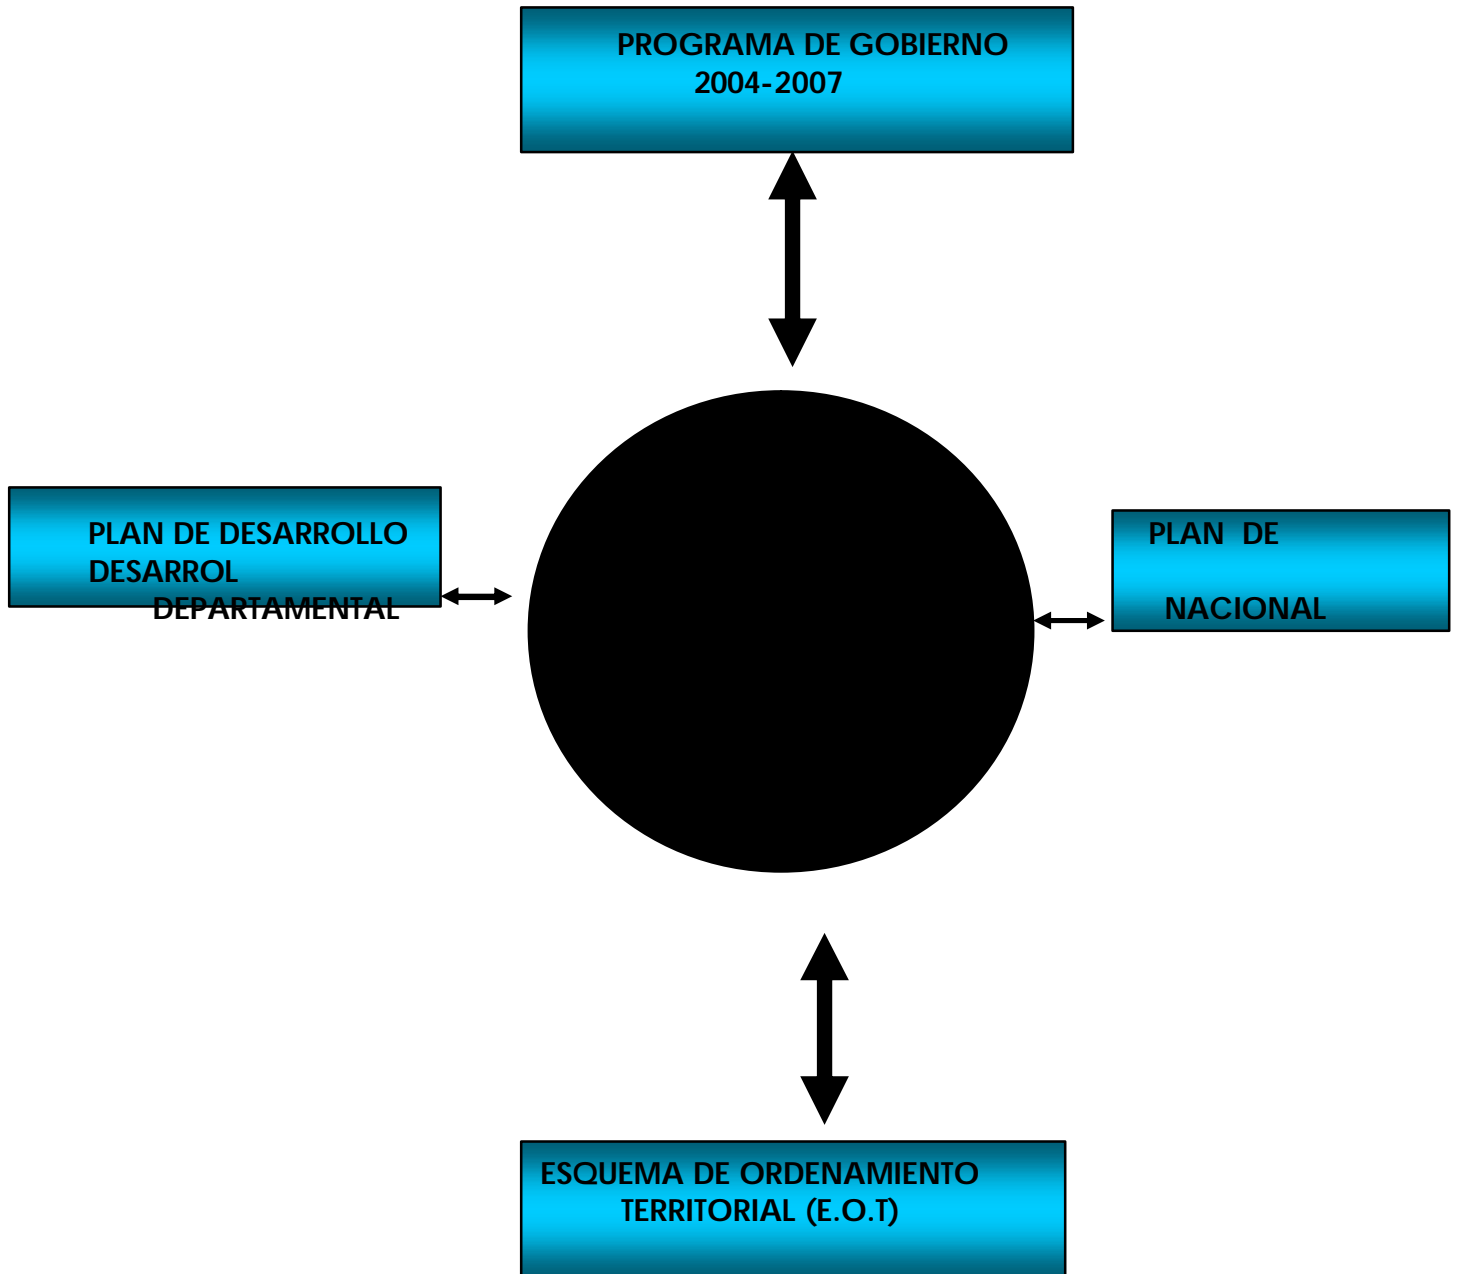 PROGRAMA DE GOBIERNO
2004-2007
PLAN DE DESARROLLO
DESARROL
DEPARTAMENTAL
PLAN DE
NACIONAL
ESQUEMA DE ORDENAMIENTO
TERRITORIAL (E.O.T)